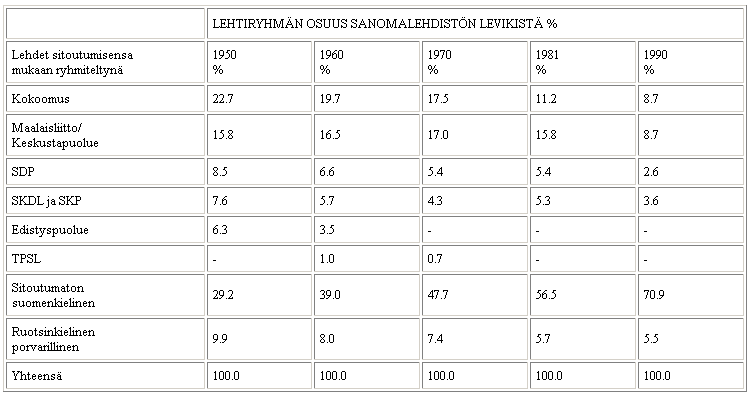 LEHTIRYHMÄN OSUUS SANOMALEHDISTÖN LEVIKISTÄ %
Lehdet sitoutumisensa mukaan ryhmiteltynä 1950 % 1960 % 1970 % 1981 % 1990 %
Kokoomus 22.7 19.7 17.5 11.2 8.7
Maalaisliitto/ Keskustapuolue 15.8 16.5 17.0 15.8 8.7
SDP 8.5 6.6 5.4 5.4 2.6
SKDL ja SKP 7.6 5.7 4.3 5.3 3.6
Edistyspuolue 6.3 3.5 - - -
TPSL - 1.0 0.7 - -
Sitoutumaton suomenkielinen 29.2 39.0 47.7 56.5 70.9
Ruotsinkielinen porvarillinen 9.9 8.0 7.4 5.7 5.5
Yhteensä 100.0 100.0 100.0 100.0 100.0